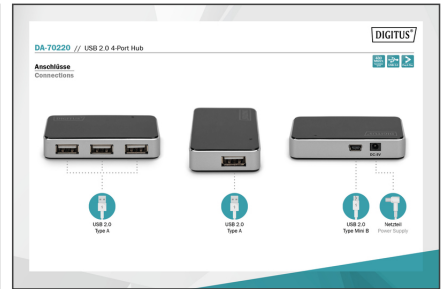 DIGITUS®
DA-70220 // USB 2.0 4-Port Hub
Anschlüsse
Connections
DC-5V
USB 2.0
Type A
USB 2.0
Type A
USB 2.0
Type Mini B
Netzteil
Power Supply